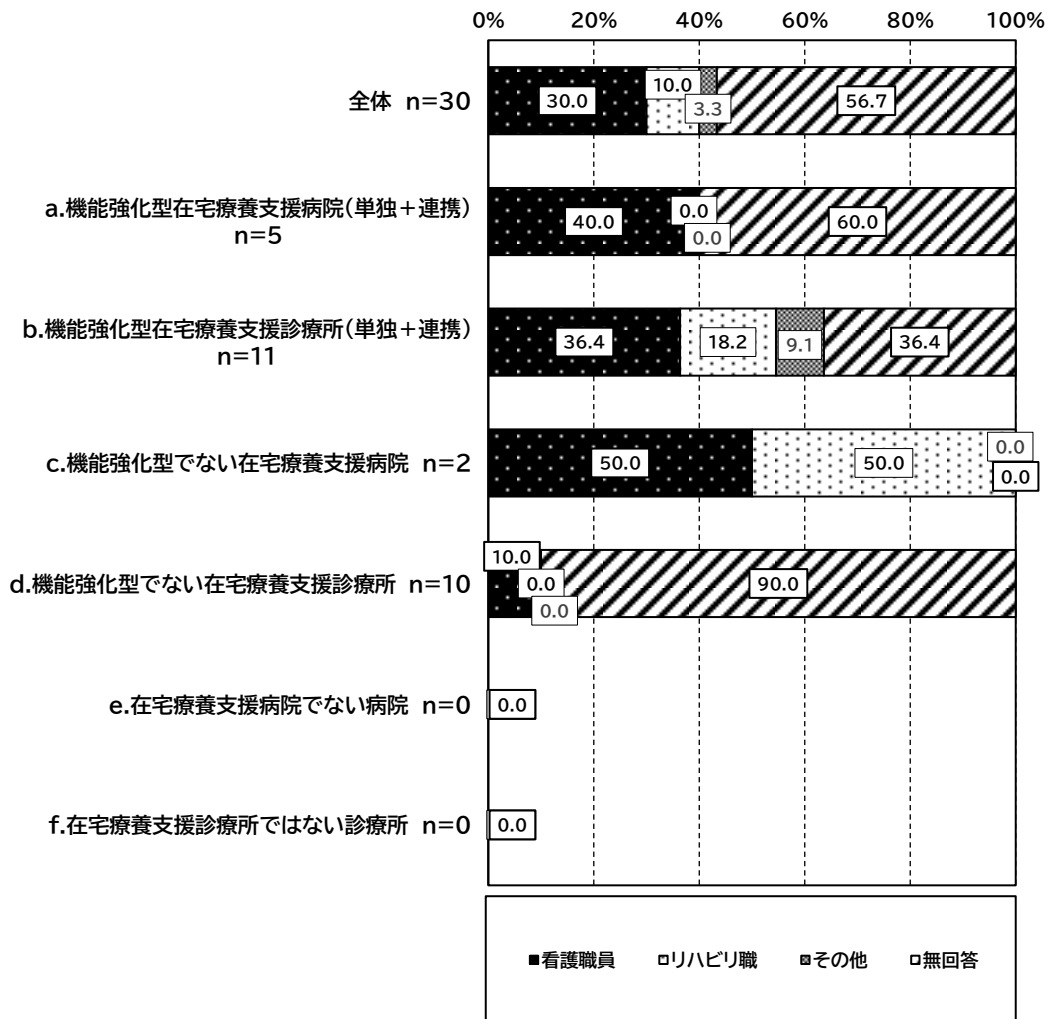 0% 20% 40% 60% 80% 100%
全体 n=30
30.0 10.0 3.3 56.7
a.機能強化型在宅療養支援病院(単独＋連携)
n=5
40.0 0.0 0.0 60.0
b.機能強化型在宅療養支援診療所(単独＋連携)
n=11
36.4 18.2 9.1 36.4
c.機能強化型でない在宅療養支援病院 n=2
50.0 50.0 0.0 0.0
d.機能強化型でない在宅療養支援診療所 n=10
10.0 0.0 0.0 90.0
e.在宅療養支援病院でない病院 n=0
0.0
f.在宅療養支援診療所ではない診療所 n=0
0.0
看護職員 リハビリ職 その他 無回答